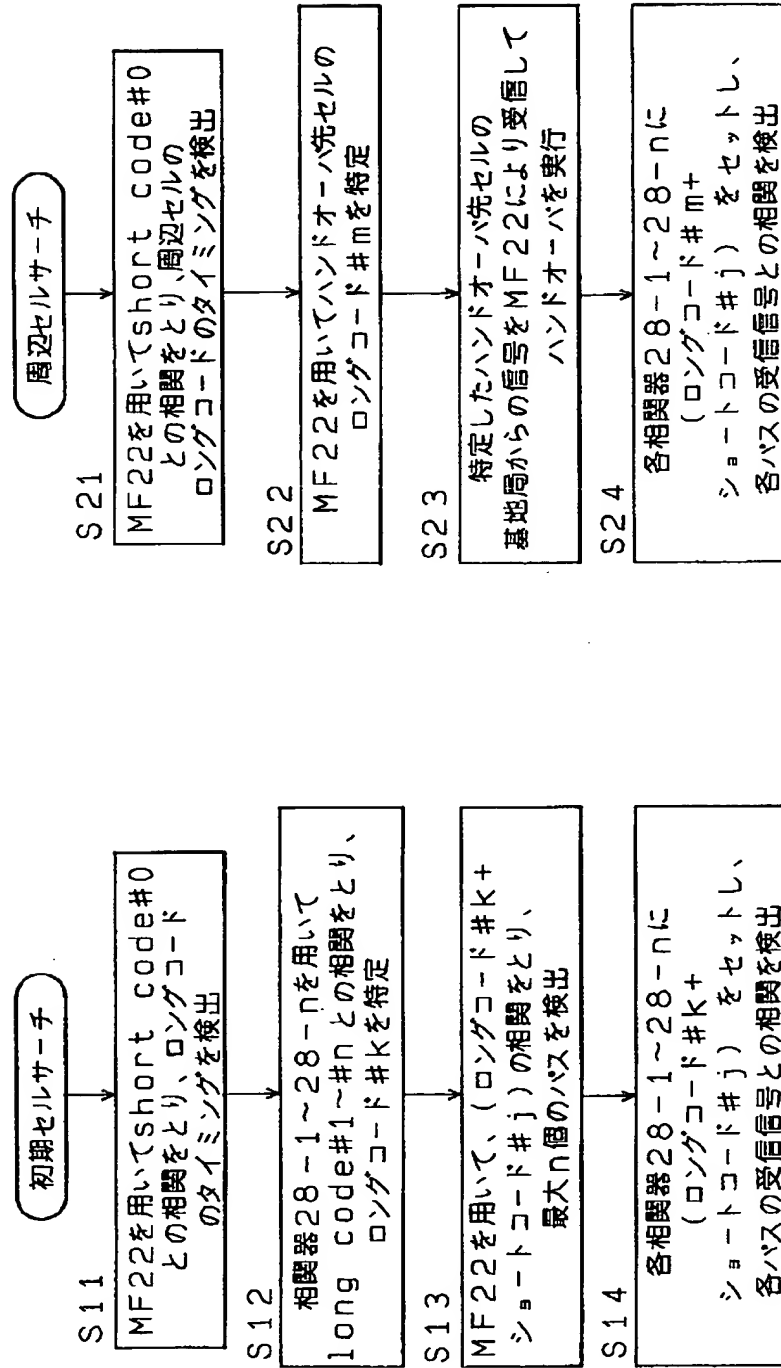 初期セルサーチ
S11
MF22を用いてshort code#0
との相関をとり、ロングコード
のタイミングを検出
S12
相関器28-1~28-nを用いて
long code#1~#nとの相関をとり、
ロングコード#kを特定
S13
MF22を用いて、(ロングコード#k+
ショートコード#j)の相関をとり、
最大n個のパスを検出
S14
各相関器28-1~28-nに
(ロングコード#k+
ショートコード#j)をセットし、
各パスの受信信号との相関を検出
周辺セルサーチ
S21
MF22を用いてshort code#0
との相関をとり、周辺セルの
ロングコードのタイミングを検出
S22
MF22を用いてハンドオーバ先セルの
ロングコード#mを特定
S23
特定したハンドオーバ先セルの
基地局からの信号をMF22により受信して
ハンドオーバを実行
S24
各相関器28-1~28-nに
(ロングコード#m+
ショートコード#j)をセットし、
各パスの受信信号との相関を検出